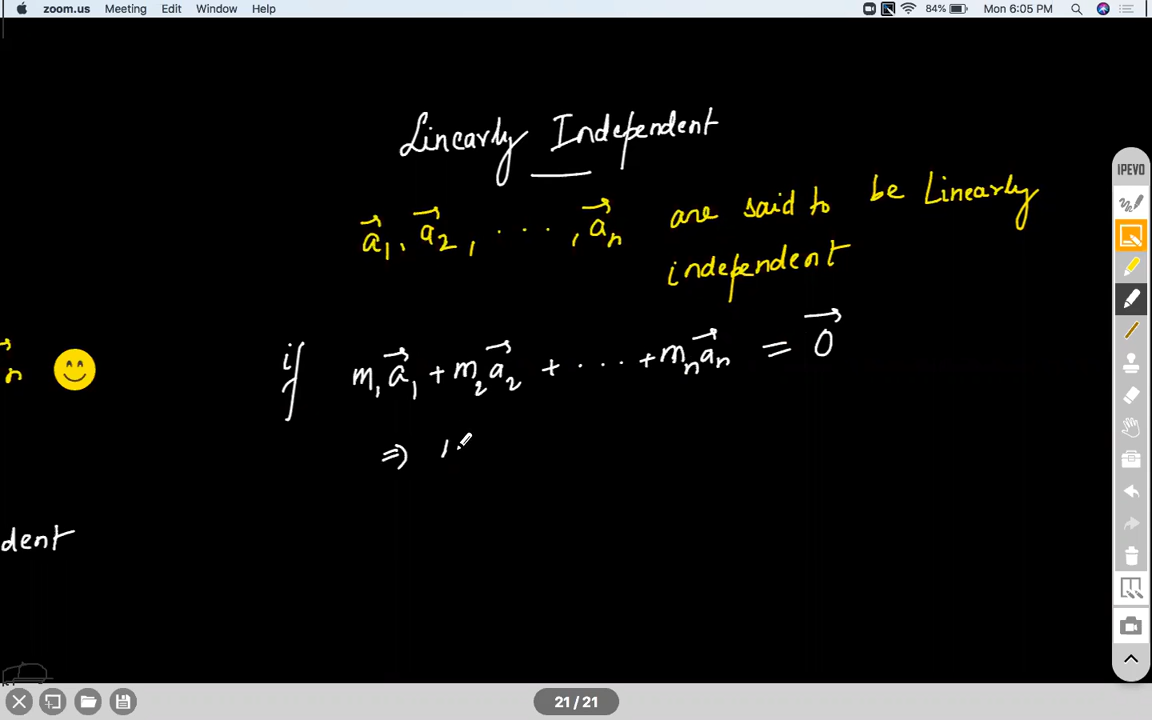 zoom.us Meeting Edit Window Help 84% Mon 6:05 PM
Linearly Independent
IPEVO
a⃗₁, a⃗₂, . . . , a⃗ₙ are said to be Linearly
independent
n⃗
if m₁a⃗₁ + m₂a⃗₂ + . . . + mₙa⃗ₙ = 0⃗
⇒
dent
21 / 21